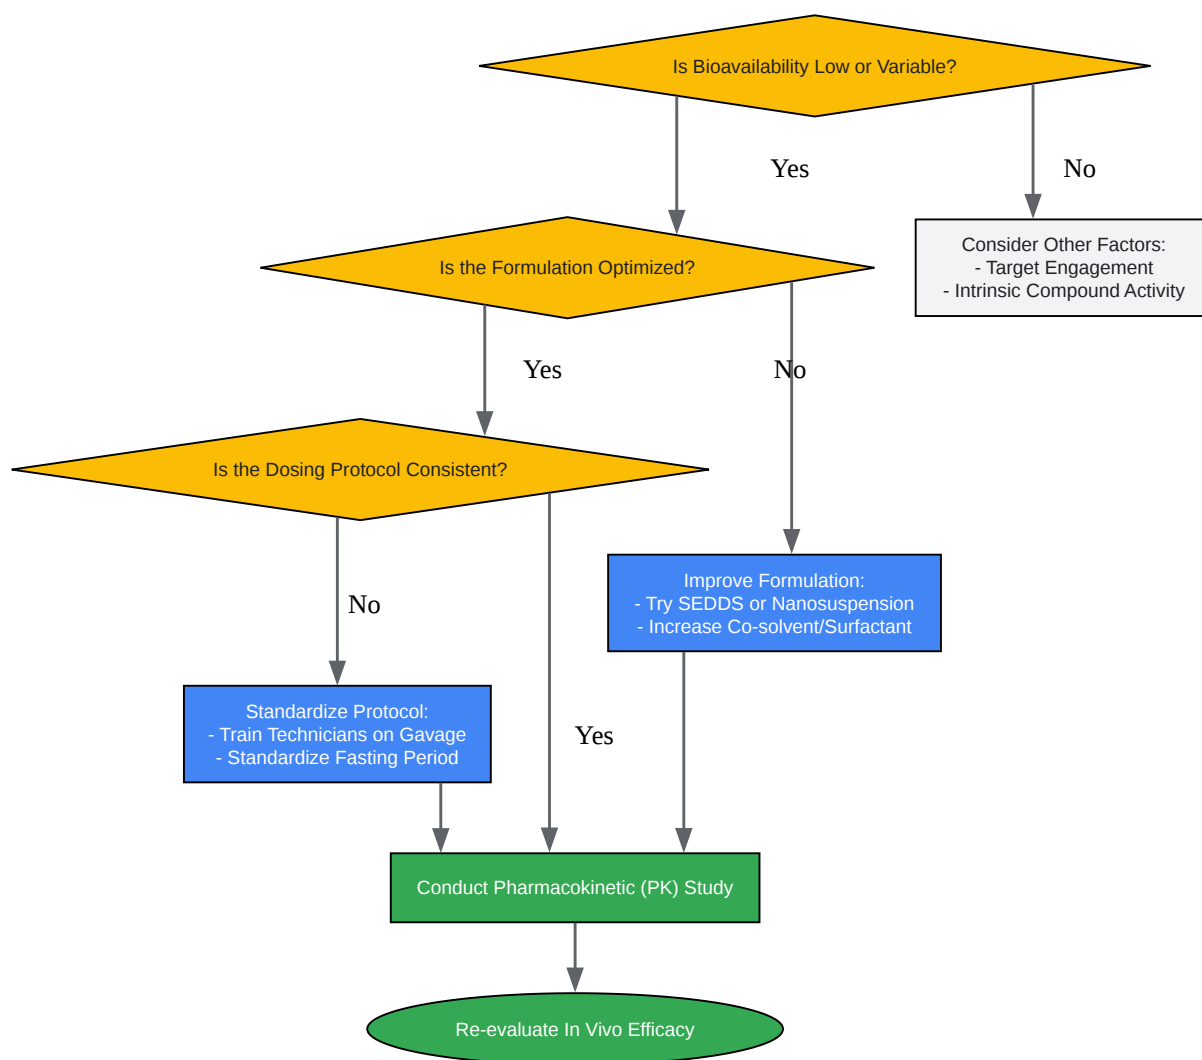 Is Bioavailability Low or Variable?
Yes
No
Is the Formulation Optimized?
Consider Other Factors:
- Target Engagement
- Intrinsic Compound Activity
Yes
No
Is the Dosing Protocol Consistent?
No
Improve Formulation:
- Try SEDDS or Nanosuspension
- Increase Co-solvent/Surfactant
Standardize Protocol:
- Train Technicians on Gavage
- Standardize Fasting Period
Yes
Conduct Pharmacokinetic (PK) Study
Re-evaluate In Vivo Efficacy